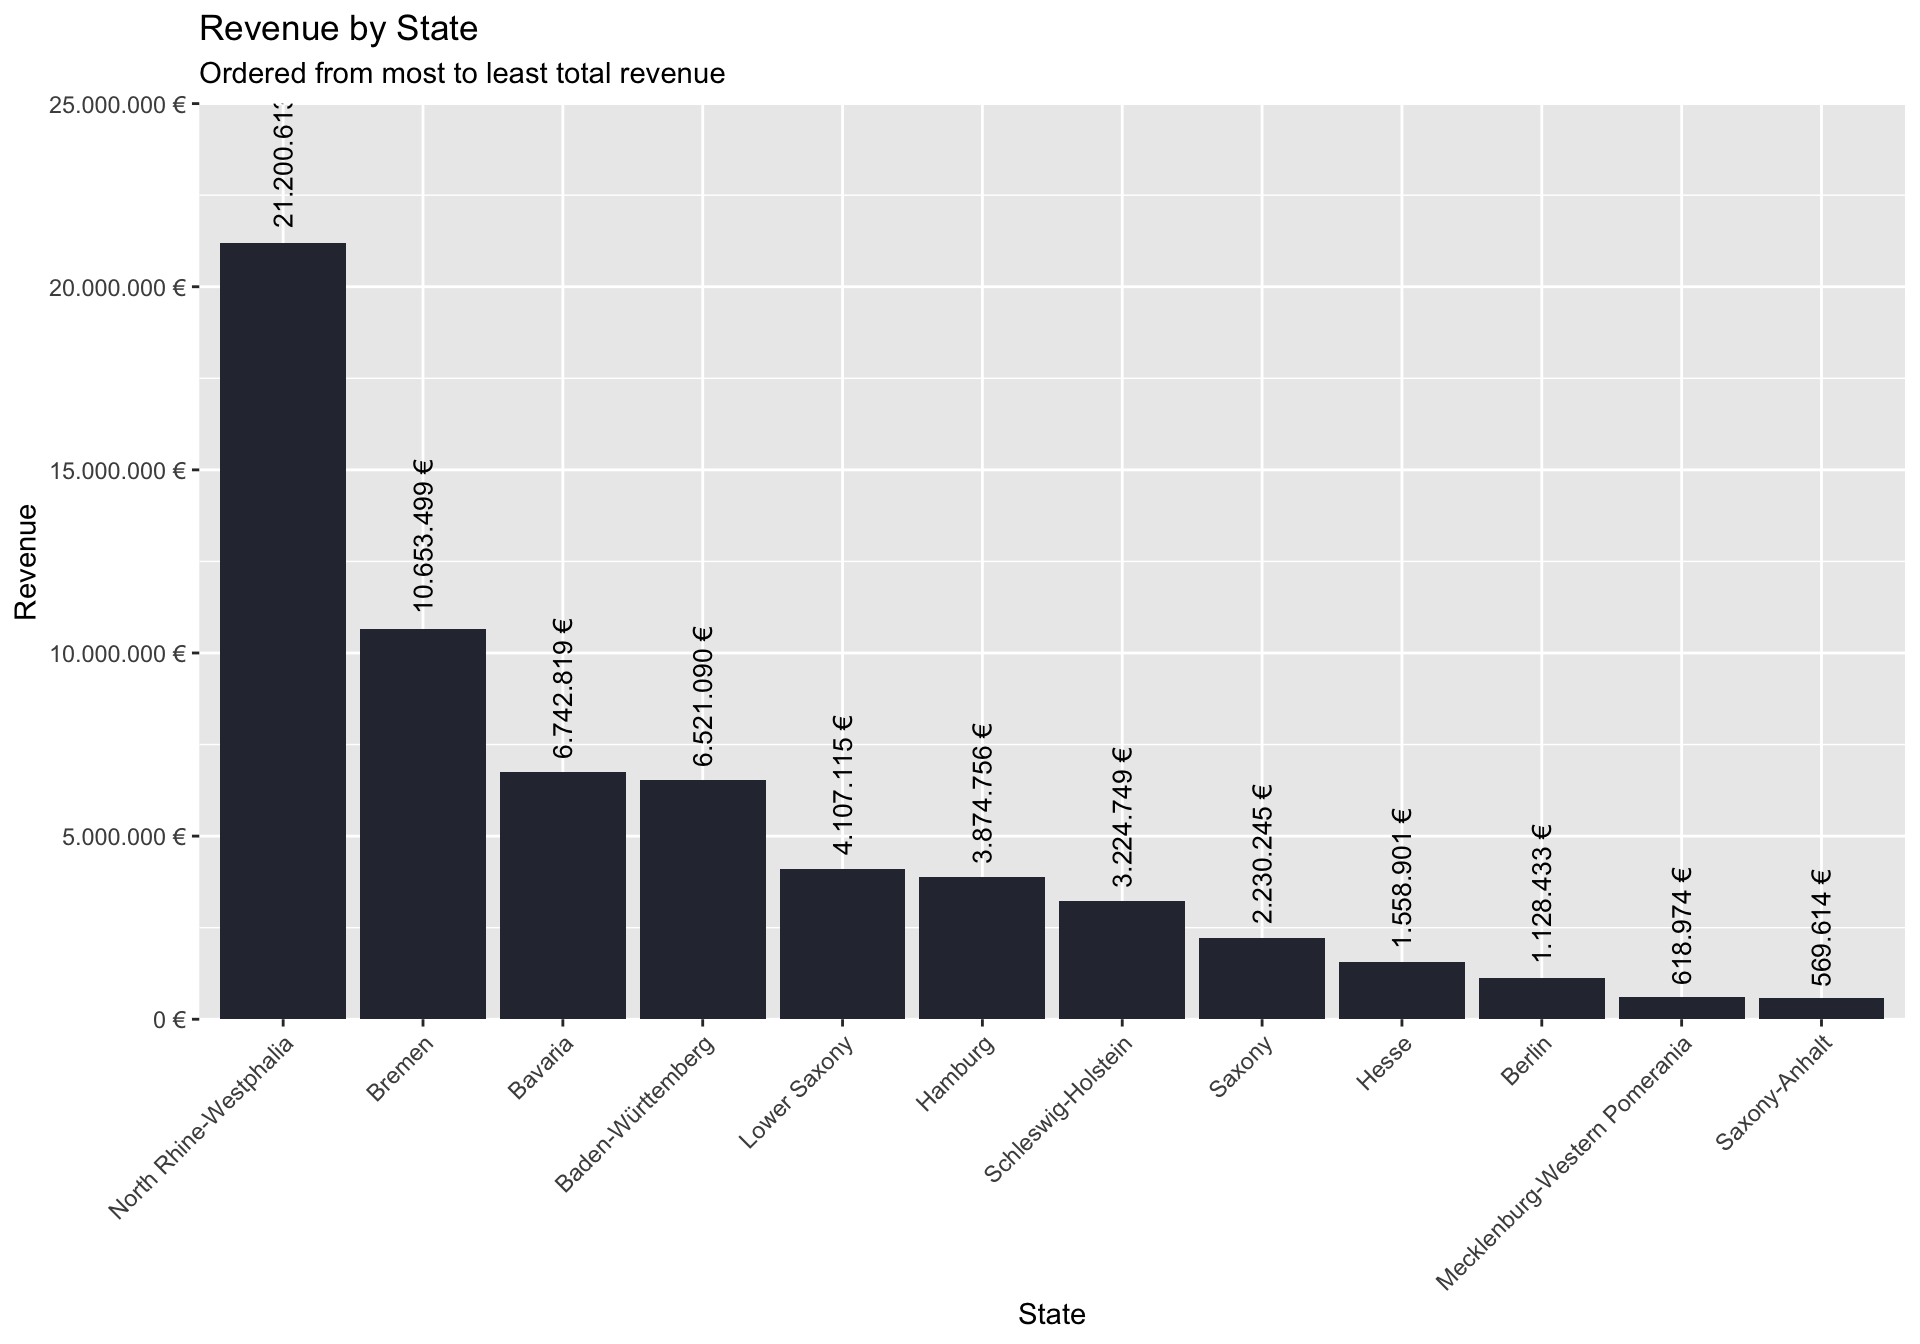 Revenue by State
Ordered from most to least total revenue
Revenue
25.000.000 €
20.000.000 €
15.000.000 €
10.000.000 €
5.000.000 €
0 €
10.653.499 €
6.742.819 €
6.521.090 €
4.107.115 €
3.874.756 €
3.224.749 €
2.230.245 €
1.558.901 €
1.128.433 €
618.974 €
569.614 €
North Rhine-Westphalia
Bremen
Bavaria
Baden-Württemberg
Lower Saxony
Hamburg
Schleswig-Holstein
Saxony
Hesse
Berlin
Mecklenburg-Western Pomerania
Saxony-Anhalt
State